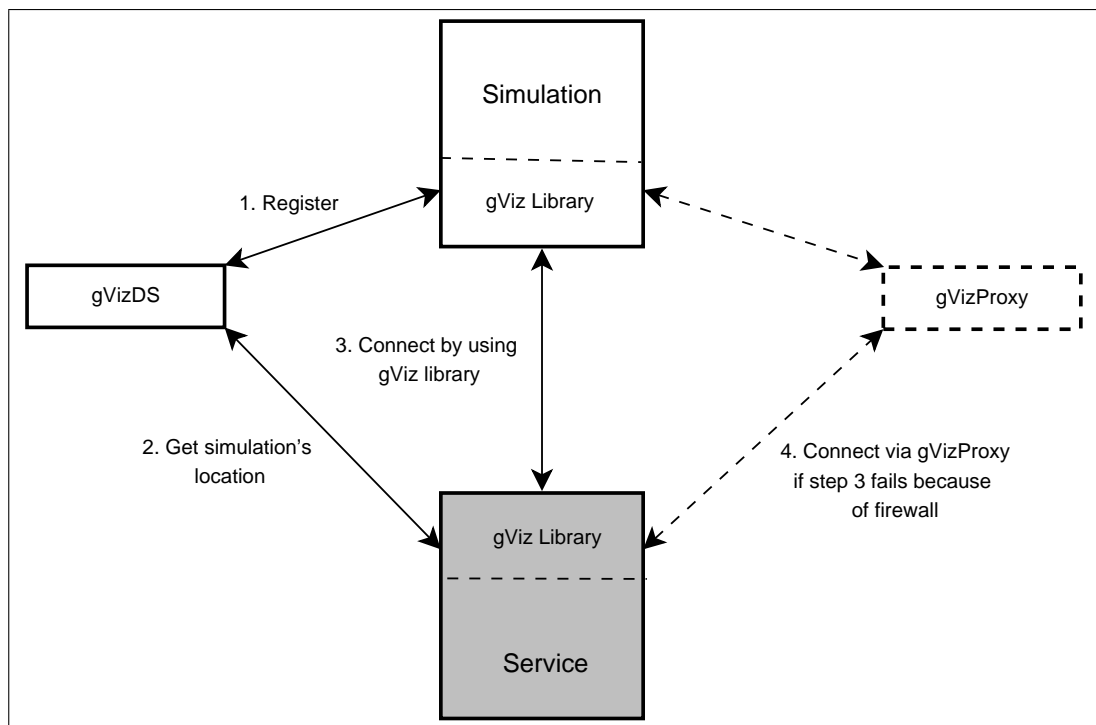 Simulation
gViz Library
1. Register
gVizDS
gVizProxy
3. Connect by using
gViz library
2. Get simulation’s
location
4. Connect via gVizProxy
if step 3 fails because
of firewall
gViz Library
Service